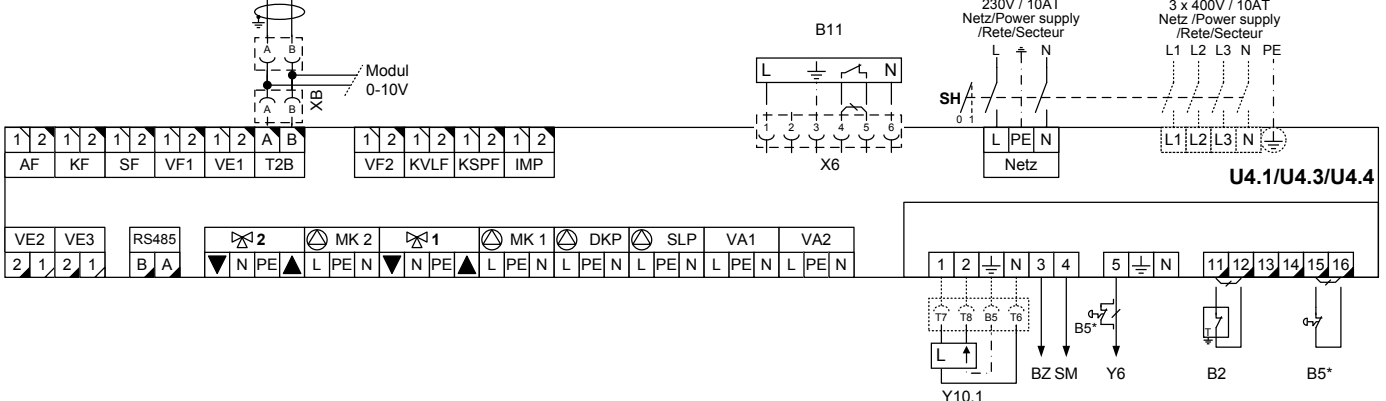 230V / 10AT
Netz/Power supply
/Rete/Secteur
L N
3 x 400V / 10AT
Netz /Power supply
/Rete/Secteur
L1 L2 L3 N PE
B11
L N
A B
Modul
0-10V
XB
A B
SH
0 1
1 2 3 4 5 6
X6
1 2 1 2 1 2 1 2 1 2 A B
AF KF SF VF1 VE1 T2B
1 2 1 2 1 2 1 2
VF2 KVLF KSPF IMP
L PE N
Netz
L1 L2 L3 N
U4.1/U4.3/U4.4
VE2 VE3 RS485 2 MK 2 1 MK 1 DKP SLP VA1 VA2
2 1 2 1 B A N PE L PE N N PE L PE N L PE N L PE N L PE N L PE N
1 2 N 3 4 5 N 11 12 13 14 15 16
T7 T8 B5 T6
B5*
L
T
BZ SM Y6 B2 B5*
Y10.1